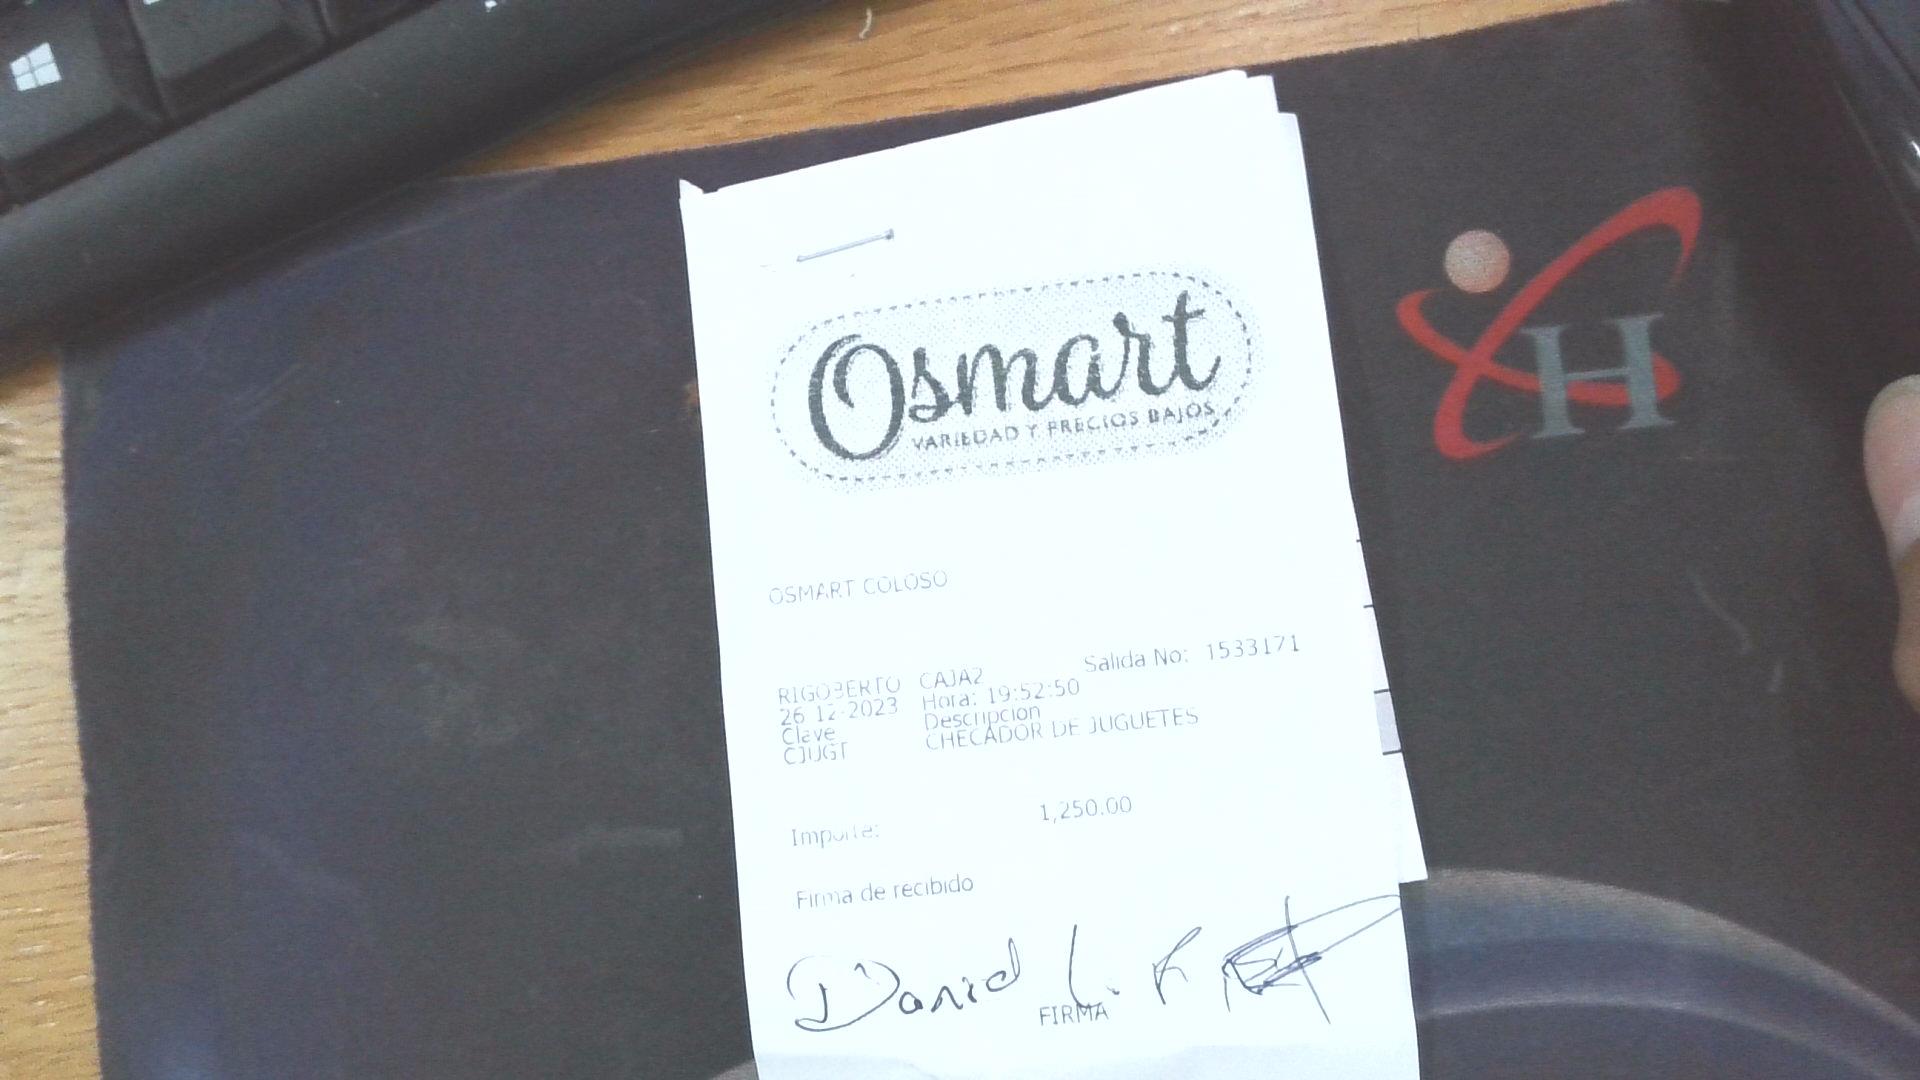 Osmart
VARIEDAD Y PRECIOS BAJOS
H
OSMART COLOSO
Salida No: 1533171
RIGOBERTO CAJA2
26-12-2023 Hora: 19:52:50
Clave Descripcion
CJUGT CHECADOR DE JUGUETES
Importe: 1,250.00
Firma de recibido
David L.
FIRMA